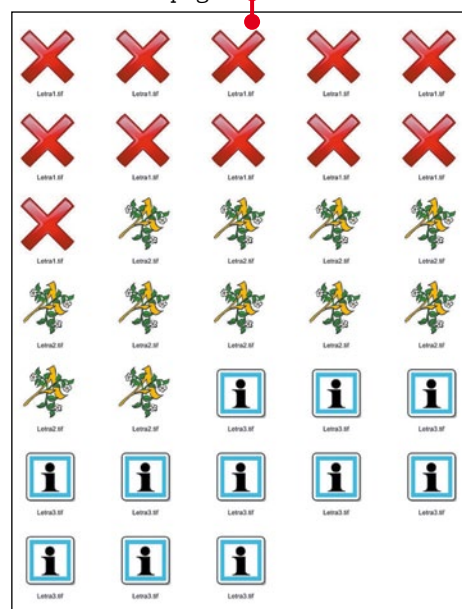 Letra1.tif Letra1.tif Letra1.tif Letra1.tif Letra1.tif
Letra1.tif Letra1.tif Letra1.tif Letra1.tif Letra1.tif
Letra1.tif Letra2.tif Letra2.tif Letra2.tif Letra2.tif
Letra2.tif Letra2.tif Letra2.tif Letra2.tif Letra2.tif
Letra2.tif Letra2.tif Letra3.tif Letra3.tif Letra3.tif
Letra3.tif Letra3.tif Letra3.tif Letra3.tif Letra3.tif
Letra3.tif Letra3.tif Letra3.tif